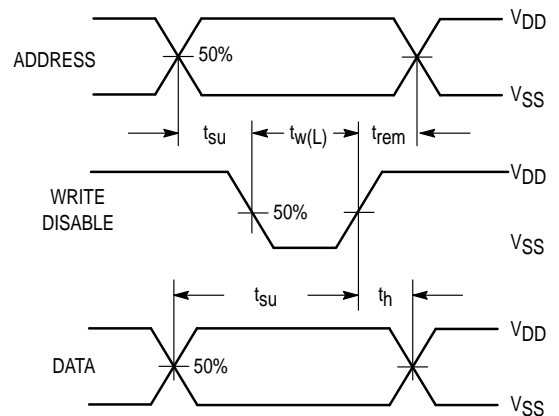 VDD
ADDRESS
50%
VSS
tsu
tw(L)
trem
VDD
WRITE
DISABLE
50%
VSS
tsu
th
VDD
DATA
50%
VSS